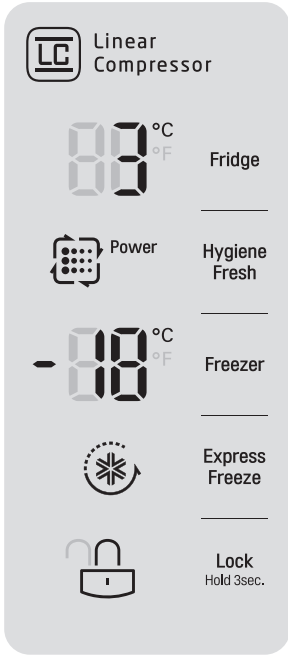 LC
Linear
Compressor
3 °C
°F
Fridge
Power
Hygiene
Fresh
-18 °C
°F
Freezer
Express
Freeze
Lock
Hold 3sec.